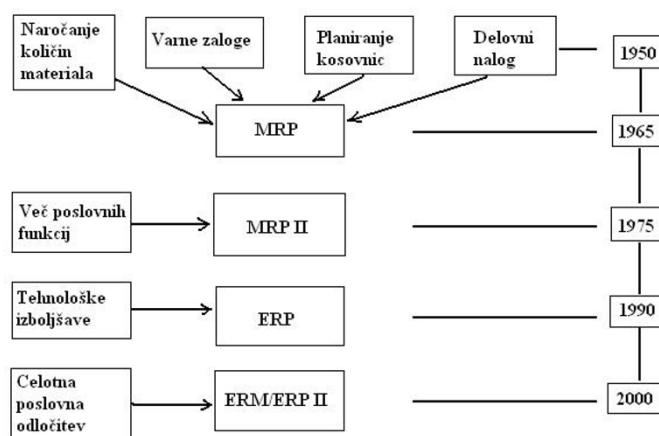 Naročanje
količin
materiala
Varne zaloge
Planiranje
kosovnic
Delovni
nalog
1950
MRP
1965
Več poslovnih
funkcij
MRP II
1975
Tehnološke
izboljšave
ERP
1990
Celotna
poslovna
odločitev
ERM/ERP II
2000